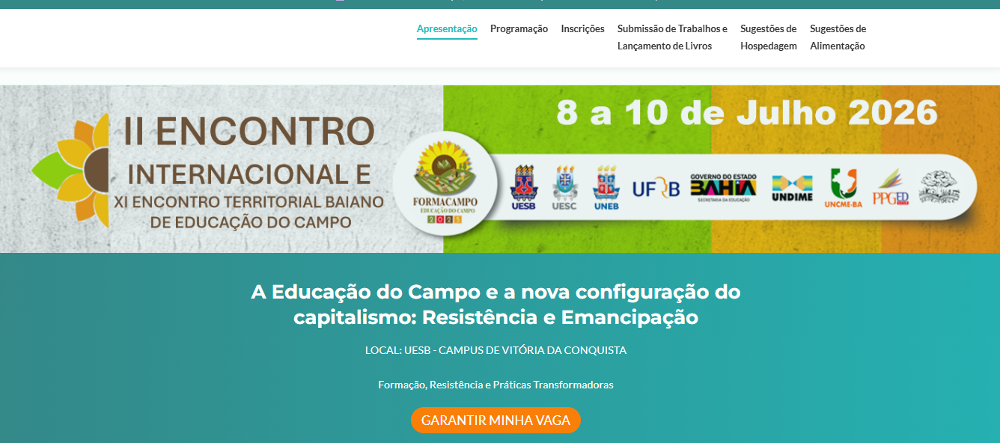 Apresentação
Programação
Inscrições
Submissão de Trabalhos e
Lançamento de Livros
Sugestões de
Hospedagem
Sugestões de
Alimentação
II ENCONTRO
INTERNACIONAL E
XI ENCONTRO TERRITORIAL BAIANO
DE EDUCAÇÃO DO CAMPO
FORMACAMPO
EDUCAÇÃO DO CAMPO
2025
8 a 10 de Julho 2026
UESB
UESC
UNEB
UFRB
GOVERNO DO ESTADO
BAHIA
SECRETARIA DA EDUCAÇÃO
UNDIME
UNCME-BA
PPGED
A Educação do Campo e a nova configuração do
capitalismo: Resistência e Emancipação
LOCAL: UESB - CAMPUS DE VITÓRIA DA CONQUISTA
Formação, Resistência e Práticas Transformadoras
GARANTIR MINHA VAGA